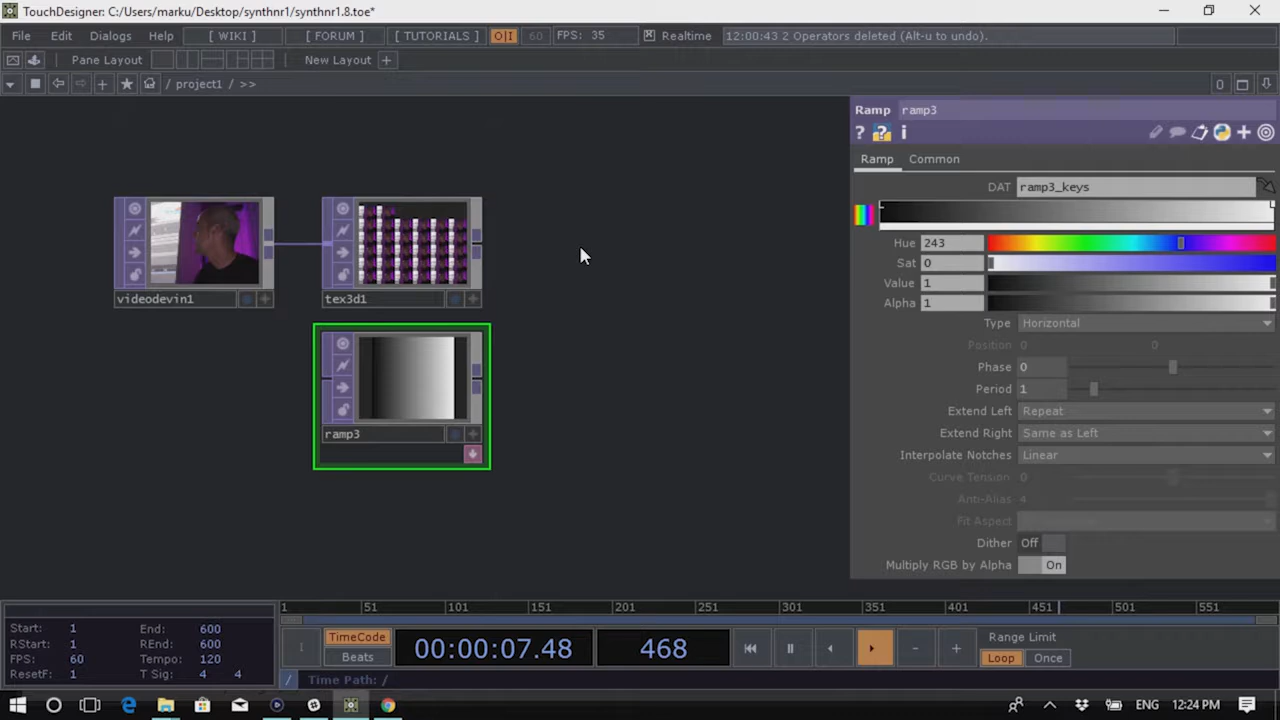 TouchDesigner: C:/Users/marku/Desktop/synthnr1/synthnr1.8.toe*
File Edit Dialogs Help [ WIKI ] [ FORUM ] [ TUTORIALS ] O|I 60 FPS: 35 Realtime 12:00:43 2 Operators deleted (Alt-u to undo).
Pane Layout New Layout +
/ project1 / >> 0
Ramp ramp3
? ? i
Ramp Common
DAT ramp3_keys
Hue 243
Sat 0
Value 1
Alpha 1
Type Horizontal
Position 0 0
Phase 0
Period 1
Extend Left Repeat
Extend Right Same as Left
Interpolate Notches Linear
Curve Tension 0
Anti-Alias 4
Fit Aspect
Dither Off
Multiply RGB by Alpha On
videodevin1
tex3d1
ramp3
1 51 101 151 201 251 301 351 401 451 501 551
Start: 1 End: 600
RStart: 1 REnd: 600
FPS: 60 Tempo: 120
ResetF: 1 T Sig: 4 4
TimeCode
Beats
00:00:07.48 468
Range Limit
Loop Once
/ Time Path: /
ENG 12:24 PM